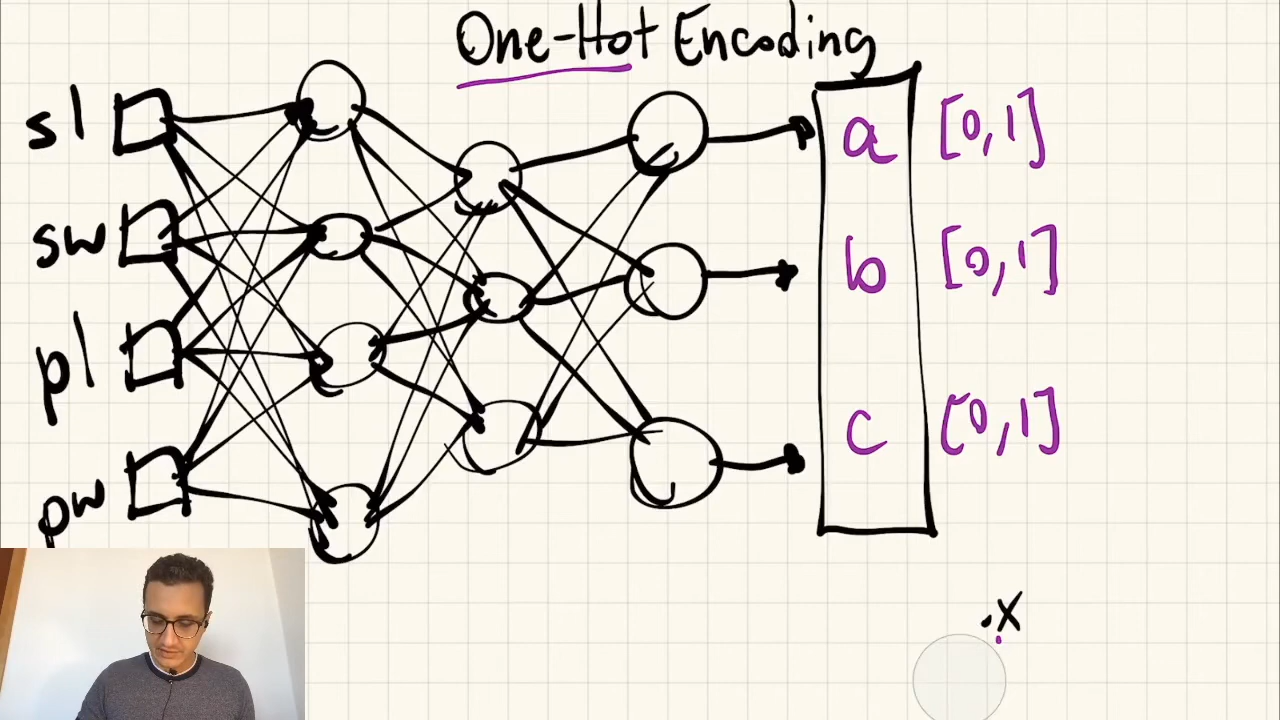 One-Hot Encoding
sl
sw
pl
pw
a [0,1]
b [0,1]
c [0,1]
.X